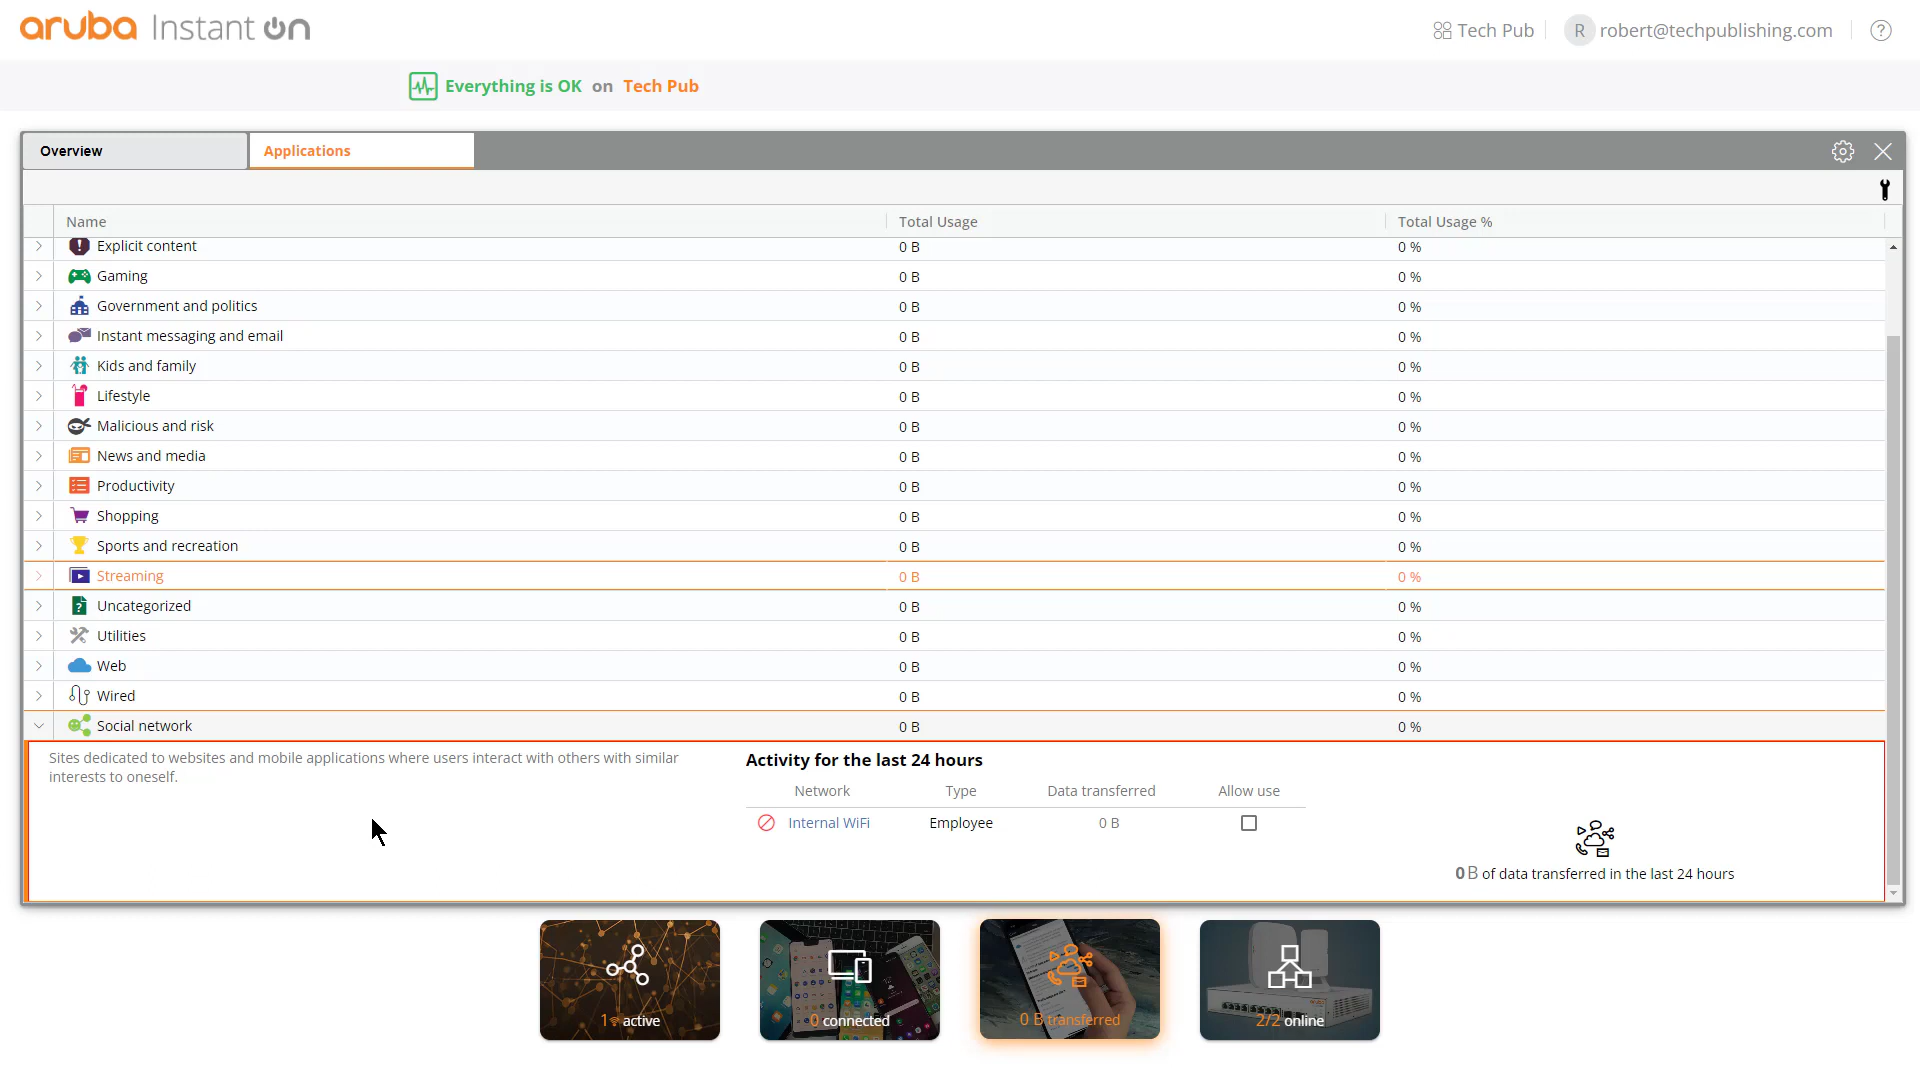 aruba Instant On
Tech Pub
R robert@techpublishing.com ?
Everything is OK on Tech Pub
Overview Applications
Name Total Usage Total Usage %
Explicit content 0 B 0 %
Gaming 0 B 0 %
Government and politics 0 B 0 %
Instant messaging and email 0 B 0 %
Kids and family 0 B 0 %
Lifestyle 0 B 0 %
Malicious and risk 0 B 0 %
News and media 0 B 0 %
Productivity 0 B 0 %
Shopping 0 B 0 %
Sports and recreation 0 B 0 %
Streaming 0 B 0 %
Uncategorized 0 B 0 %
Utilities 0 B 0 %
Web 0 B 0 %
Wired 0 B 0 %
Social network 0 B 0 %
Sites dedicated to websites and mobile applications where users interact with others with similar
interests to oneself.
Activity for the last 24 hours
Network Type Data transferred Allow use
Internal WiFi Employee 0 B
0 B of data transferred in the last 24 hours
1 active
0 connected
0 B transferred
2/2 online